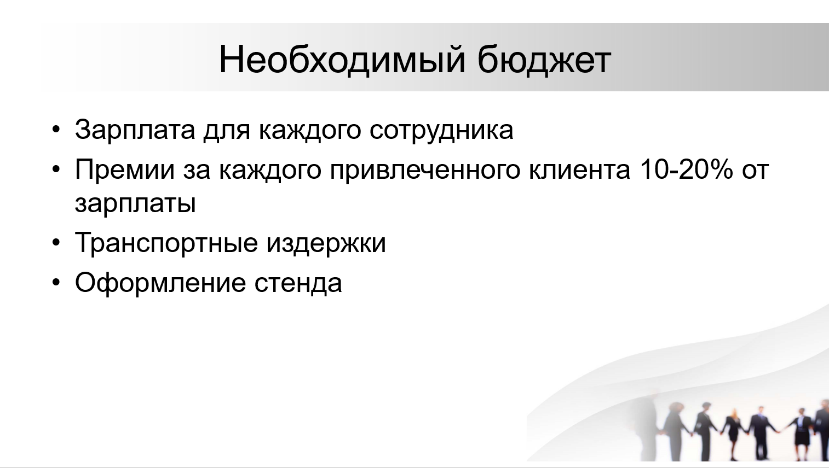 Необходимый бюджет
• Зарплата для каждого сотрудника
• Премии за каждого привлеченного клиента 10-20% от
зарплаты
• Транспортные издержки
• Оформление стенда